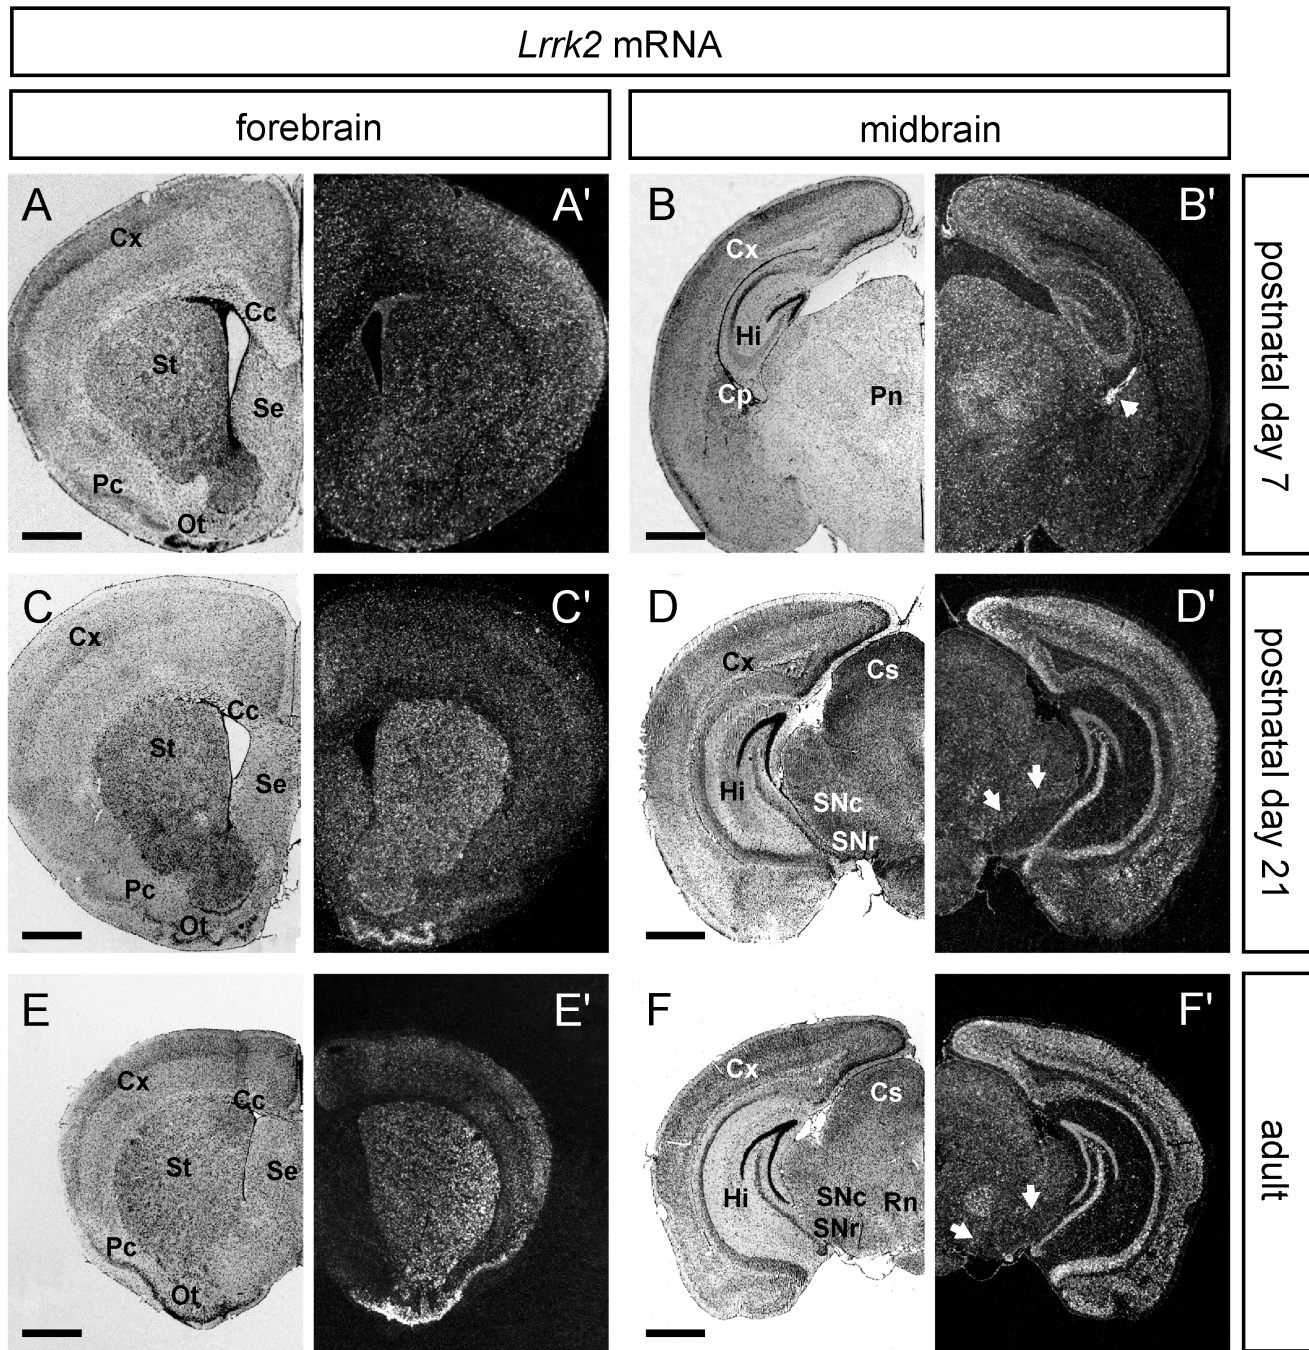 Lrrk2 mRNA
forebrain
midbrain
A
Cx
Cc
St
Se
Pc
Ot
A'
B
Cx
Hi
Cp
Pn
B'
postnatal day 7
C
Cx
Cc
St
Se
Pc
Ot
C'
D
Cx
Cs
Hi
SNc
SNr
D'
postnatal day 21
E
Cx
Cc
St
Se
Pc
Ot
E'
F
Cx
Cs
Hi
SNc
Rn
SNr
F'
adult